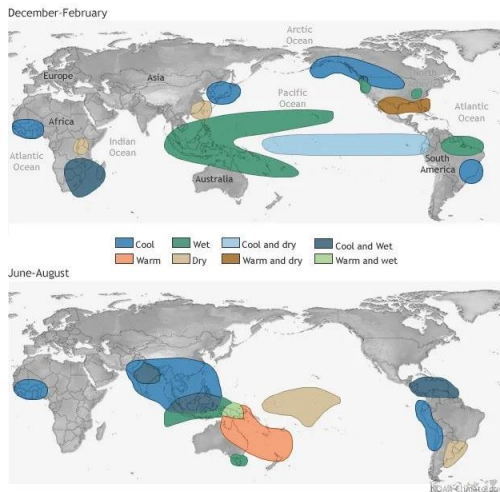 December-February
Arctic
Ocean
Europe
Asia
North
Pacific
Ocean
Atlantic
Ocean
Africa
Indian
Ocean
Atlantic
Ocean
South
America
Australia
Cool
Wet
Cool and dry
Cool and Wet
Warm
Dry
Warm and dry
Warm and wet
June-August